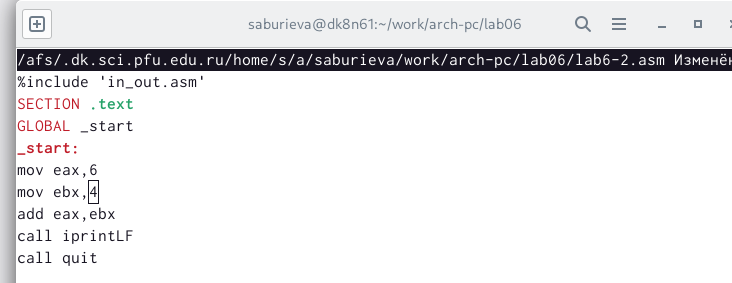 saburieva@dk8n61:~/work/arch-pc/lab06
/afs/.dk.sci.pfu.edu.ru/home/s/a/saburieva/work/arch-pc/lab06/lab6-2.asm
%include 'in_out.asm'
SECTION .text
GLOBAL _start
_start:
mov eax,6
mov ebx,4
add eax,ebx
call iprintLF
call quit